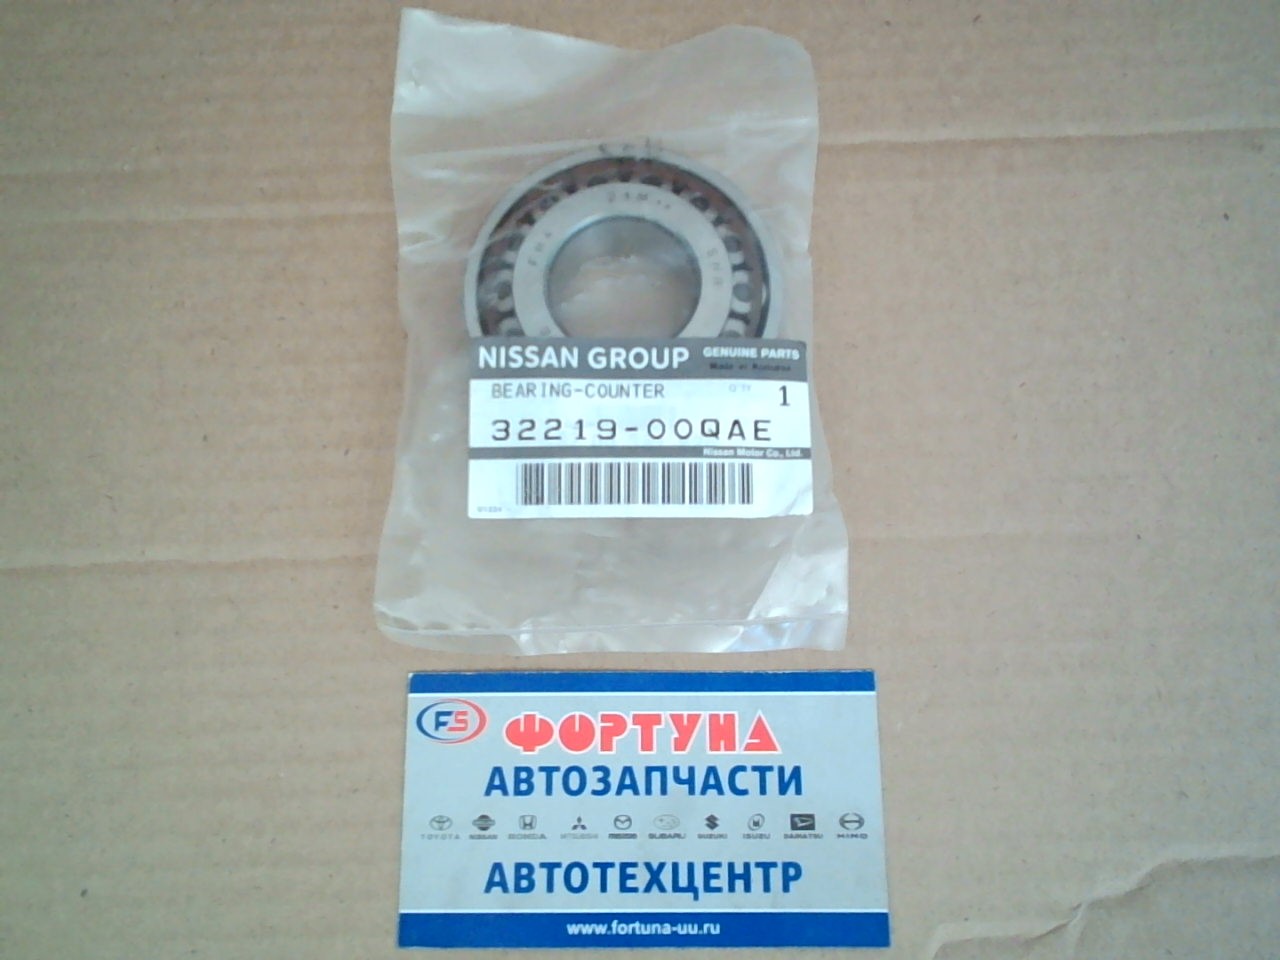 NISSAN GROUP
GENUINE PARTS
BEARING-COUNTER
Q'TY
1
32219-00QAE
Nissan Motor Co., Ltd.
FS
ФОРТУНА
АВТОЗАПЧАСТИ
TOYOTA NISSAN HONDA MITSUBISHI MAZDA SUBARU SUZUKI ISUZU DAIHATSU HINO
АВТОТЕХЦЕНТР
www.fortuna-uu.ru